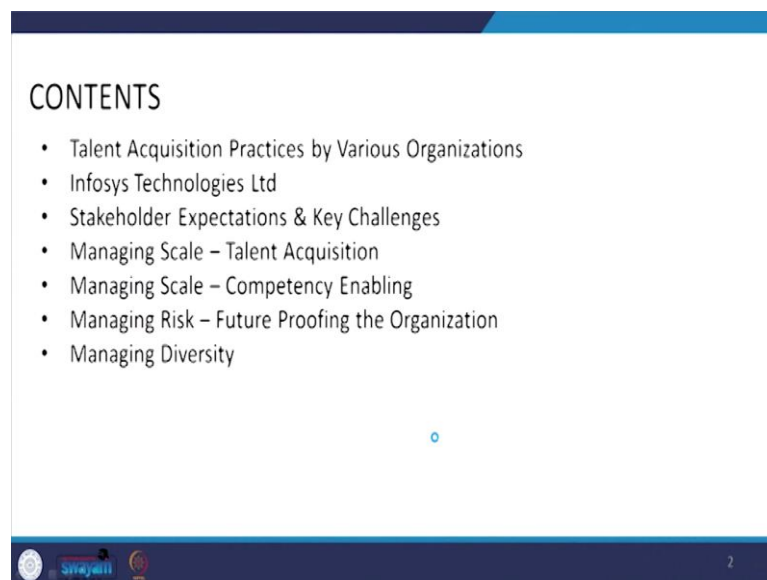 CONTENTS
• Talent Acquisition Practices by Various Organizations
• Infosys Technologies Ltd
• Stakeholder Expectations & Key Challenges
• Managing Scale – Talent Acquisition
• Managing Scale – Competency Enabling
• Managing Risk – Future Proofing the Organization
• Managing Diversity
swayam
2